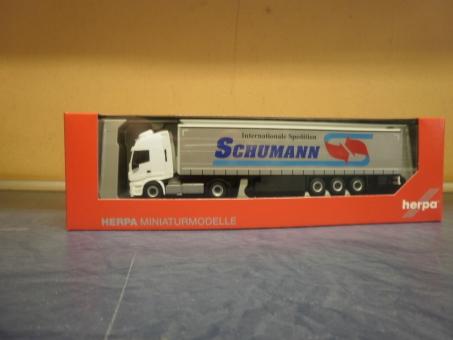 Internationale Spedition
SCHUMANN
HERPA MINIATURMODELLE
herpa